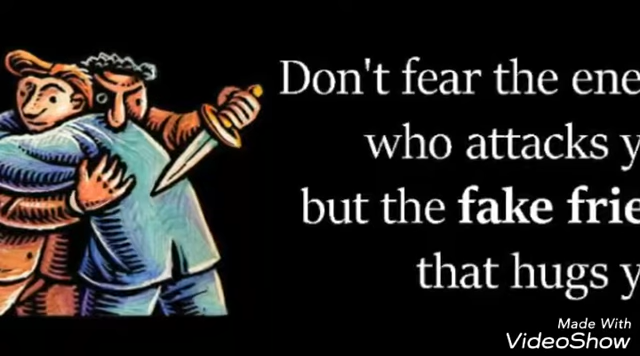 Don't fear the ene
who attacks y
but the fake frie
that hugs y
Made With
VideoShow